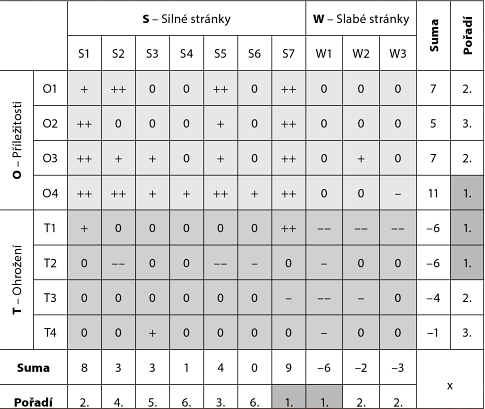 S – Silné stránky W – Slabé stránky Suma Pořadí
S1 S2 S3 S4 S5 S6 S7 W1 W2 W3
O – Příležitosti
O1 + ++ 0 0 ++ 0 ++ 0 0 0 7 2.
O2 ++ 0 0 0 + 0 ++ 0 0 0 5 3.
O3 ++ + + 0 + 0 ++ 0 + 0 7 2.
O4 ++ ++ + + ++ + ++ 0 0 – 11 1.
T – Ohrožení
T1 + 0 0 0 0 0 ++ –– –– –– –6 1.
T2 0 –– 0 0 –– – 0 – 0 0 –6 1.
T3 0 0 0 0 0 0 – –– – 0 –4 2.
T4 0 0 + 0 0 0 0 – 0 0 –1 3.
Suma 8 3 3 1 4 0 9 –6 –2 –3 x
Pořadí 2. 4. 5. 6. 3. 6. 1. 1. 2. 2.